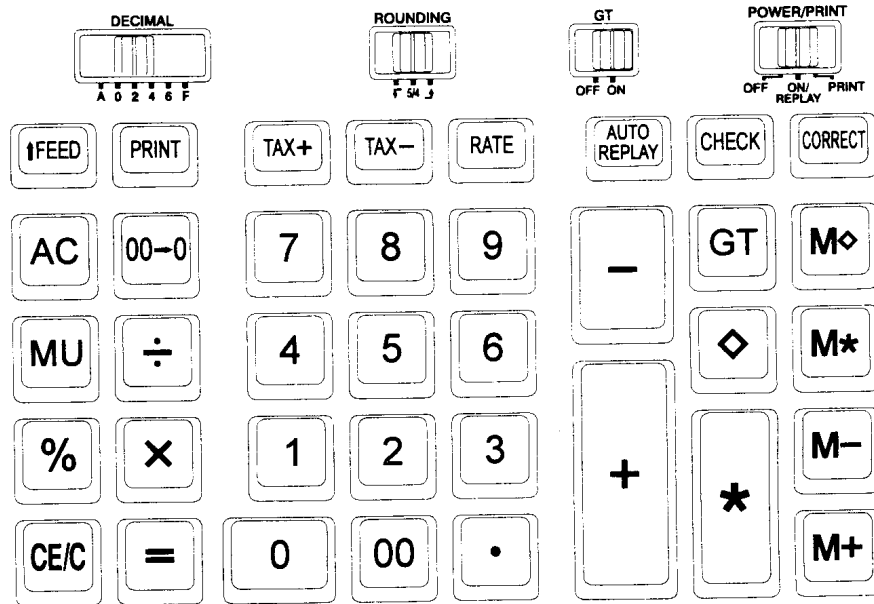 DECIMAL ROUNDING GT POWER/PRINT
A 0 2 4 6 F 5/4 OFF ON OFF ON/ PRINT
REPLAY
⬆FEED PRINT TAX+ TAX− RATE AUTO REPLAY CHECK CORRECT
AC 00→0 7 8 9 − GT M◇
MU ÷ 4 5 6 ◇ M*
% × 1 2 3 + * M−
CE/C = 0 00 • M+